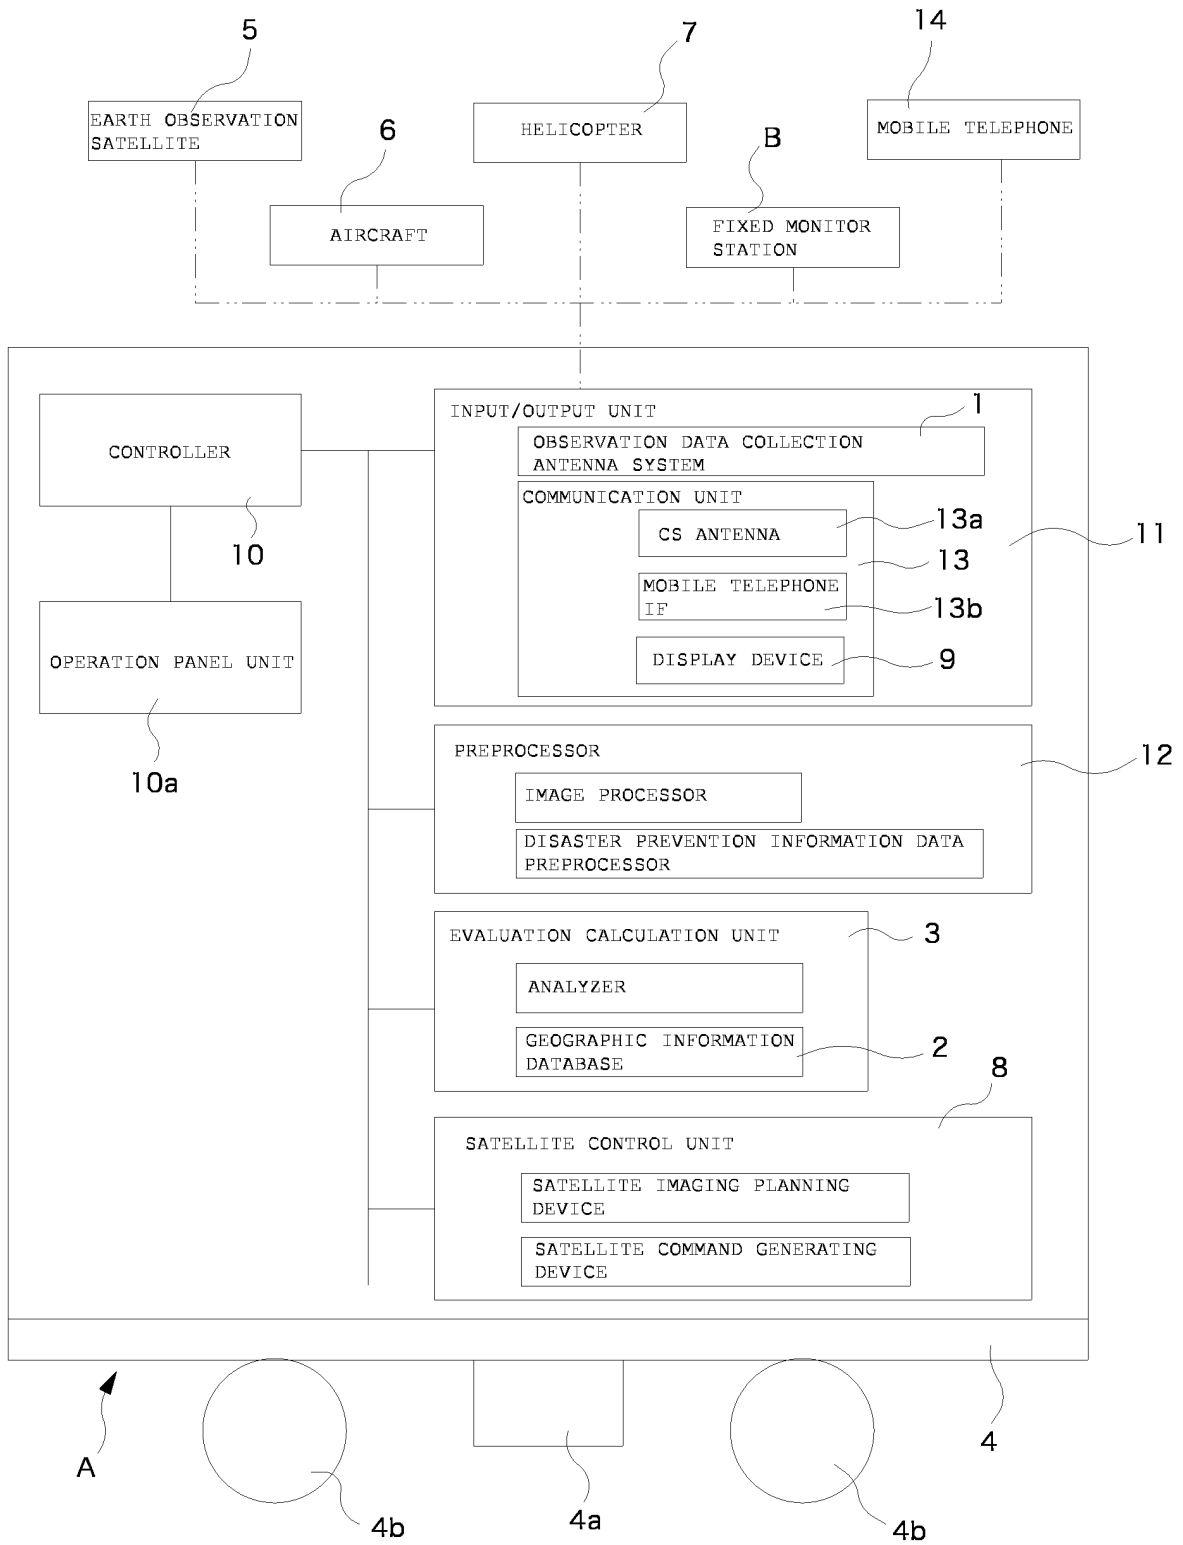 5
7
14
EARTH OBSERVATION
SATELLITE
6
HELICOPTER
B
MOBILE TELEPHONE
AIRCRAFT
FIXED MONITOR
STATION
CONTROLLER
10
OPERATION PANEL UNIT
10a
INPUT/OUTPUT UNIT
1
OBSERVATION DATA COLLECTION
ANTENNA SYSTEM
COMMUNICATION UNIT
CS ANTENNA
13a
13
11
MOBILE TELEPHONE
IF
13b
DISPLAY DEVICE
9
PREPROCESSOR
12
IMAGE PROCESSOR
DISASTER PREVENTION INFORMATION DATA
PREPROCESSOR
EVALUATION CALCULATION UNIT
3
ANALYZER
GEOGRAPHIC INFORMATION
DATABASE
2
8
SATELLITE CONTROL UNIT
SATELLITE IMAGING PLANNING
DEVICE
SATELLITE COMMAND GENERATING
DEVICE
A
4b
4a
4b
4